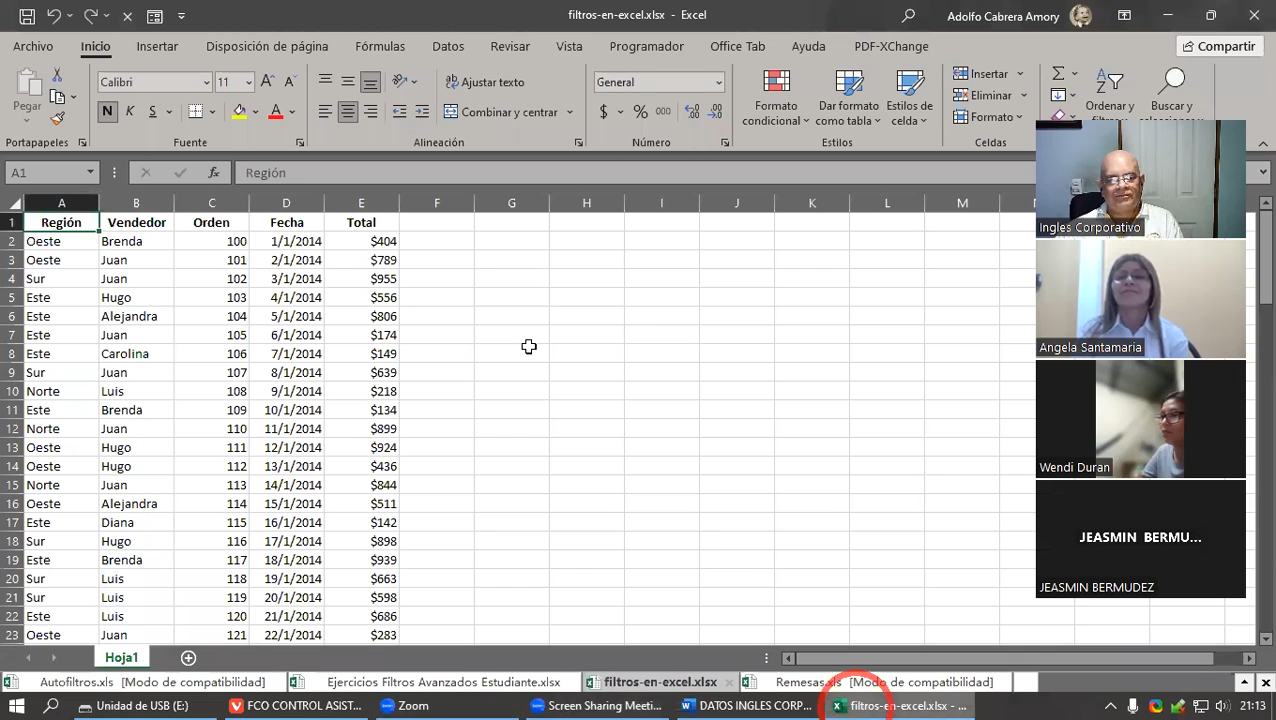 filtros-en-excel.xlsx - Excel
Adolfo Cabrera Amory
Archivo Inicio Insertar Disposición de página Fórmulas Datos Revisar Vista Programador Office Tab Ayuda PDF-XChange Compartir
Pegar
Calibri 11
N K S
Ajustar texto
Combinar y centrar
General
$ % 000
Formato condicional
Dar formato como tabla
Estilos de celda
Insertar
Eliminar
Formato
Ordenar y
Buscar y
Portapapeles Fuente Alineación Número Estilos Celdas
A1 fx Región
A B C D E F G H I J K L M
1 Región Vendedor Orden Fecha Total
2 Oeste Brenda 100 1/1/2014 $404
3 Oeste Juan 101 2/1/2014 $789
4 Sur Juan 102 3/1/2014 $955
5 Este Hugo 103 4/1/2014 $556
6 Este Alejandra 104 5/1/2014 $806
7 Este Juan 105 6/1/2014 $174
8 Este Carolina 106 7/1/2014 $149
9 Sur Juan 107 8/1/2014 $639
10 Norte Luis 108 9/1/2014 $218
11 Este Brenda 109 10/1/2014 $134
12 Norte Juan 110 11/1/2014 $899
13 Oeste Hugo 111 12/1/2014 $924
14 Oeste Hugo 112 13/1/2014 $436
15 Norte Juan 113 14/1/2014 $844
16 Oeste Alejandra 114 15/1/2014 $511
17 Este Diana 115 16/1/2014 $142
18 Sur Hugo 116 17/1/2014 $898
19 Este Brenda 117 18/1/2014 $939
20 Sur Luis 118 19/1/2014 $663
21 Sur Luis 119 20/1/2014 $598
22 Este Luis 120 21/1/2014 $686
23 Oeste Juan 121 22/1/2014 $283
Ingles Corporativo
Angela Santamaria
Wendi Duran
JEASMIN BERMU...
JEASMIN BERMUDEZ
Hoja1
Autofiltros.xls [Modo de compatibilidad] Ejercicios Filtros Avanzados Estudiante.xlsx filtros-en-excel.xlsx Remesas.xls [Modo de compatibilidad]
Unidad de USB (E:) FCO CONTROL ASIST... Zoom Screen Sharing Meeti... DATOS INGLES CORP... filtros-en-excel.xlsx - ... 21:13